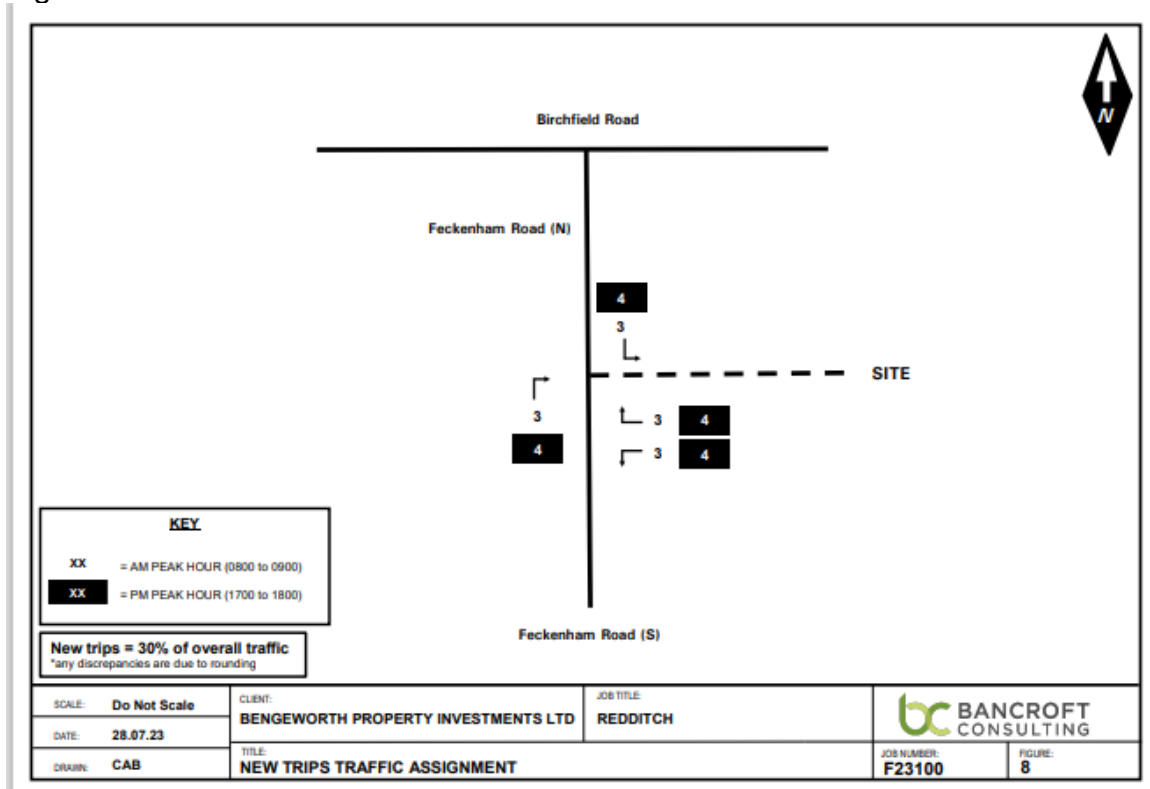 N
Birchfield Road
Feckenham Road (N)
4
3
SITE
3
4
3 4
3 4
Feckenham Road (S)
KEY
XX = AM PEAK HOUR (0800 to 0900)
XX = PM PEAK HOUR (1700 to 1800)
New trips = 30% of overall traffic
*any discrepancies are due to rounding
SCALE: Do Not Scale
DATE: 28.07.23
DRAWN: CAB
CLIENT:
BENGEWORTH PROPERTY INVESTMENTS LTD
JOB TITLE:
REDDITCH
TITLE:
NEW TRIPS TRAFFIC ASSIGNMENT
bc BANCROFT
CONSULTING
JOB NUMBER:
F23100
FIGURE:
8